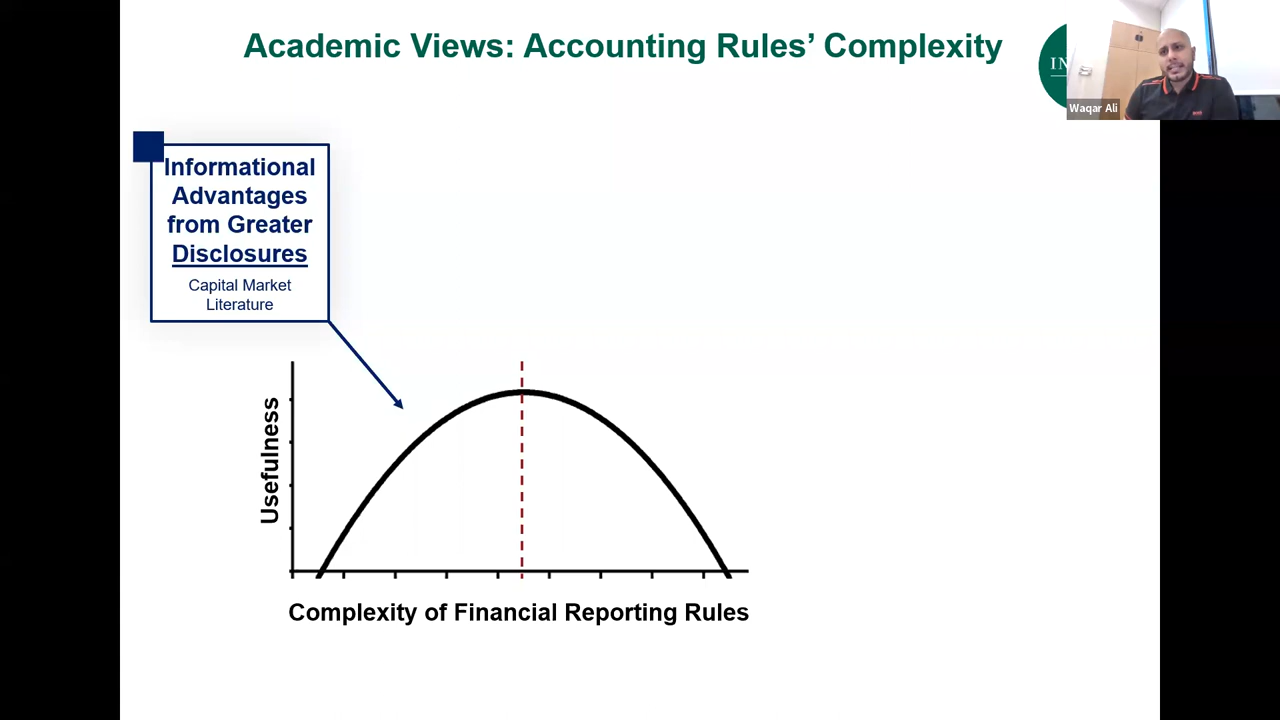 Academic Views: Accounting Rules’ Complexity
IN
Waqar Ali
Informational
Advantages
from Greater
Disclosures
Capital Market
Literature
Usefulness
Complexity of Financial Reporting Rules